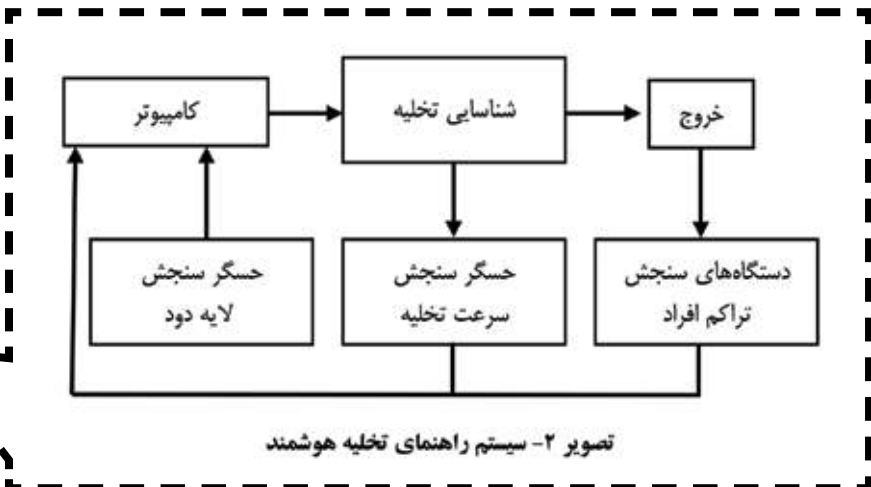 خروج
شناسایی تخلیه
کامپیوتر
دستگاه‌های سنجش
تراکم افراد
حسگر سنجش
سرعت تخلیه
حسگر سنجش
لایه دود
تصویر ۲- سیستم راهنمای تخلیه هوشمند